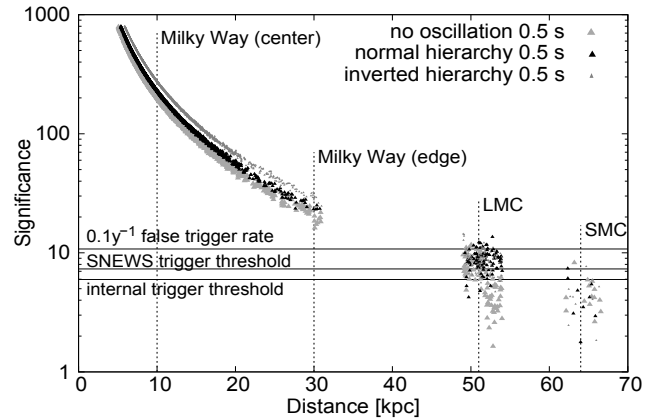 1000
100
10
1
Significance
no oscillation 0.5 s
normal hierarchy 0.5 s
inverted hierarchy 0.5 s
Milky Way (center)
Milky Way (edge)
LMC
SMC
0.1y⁻¹ false trigger rate
SNEWS trigger threshold
internal trigger threshold
0 10 20 30 40 50 60 70
Distance [kpc]